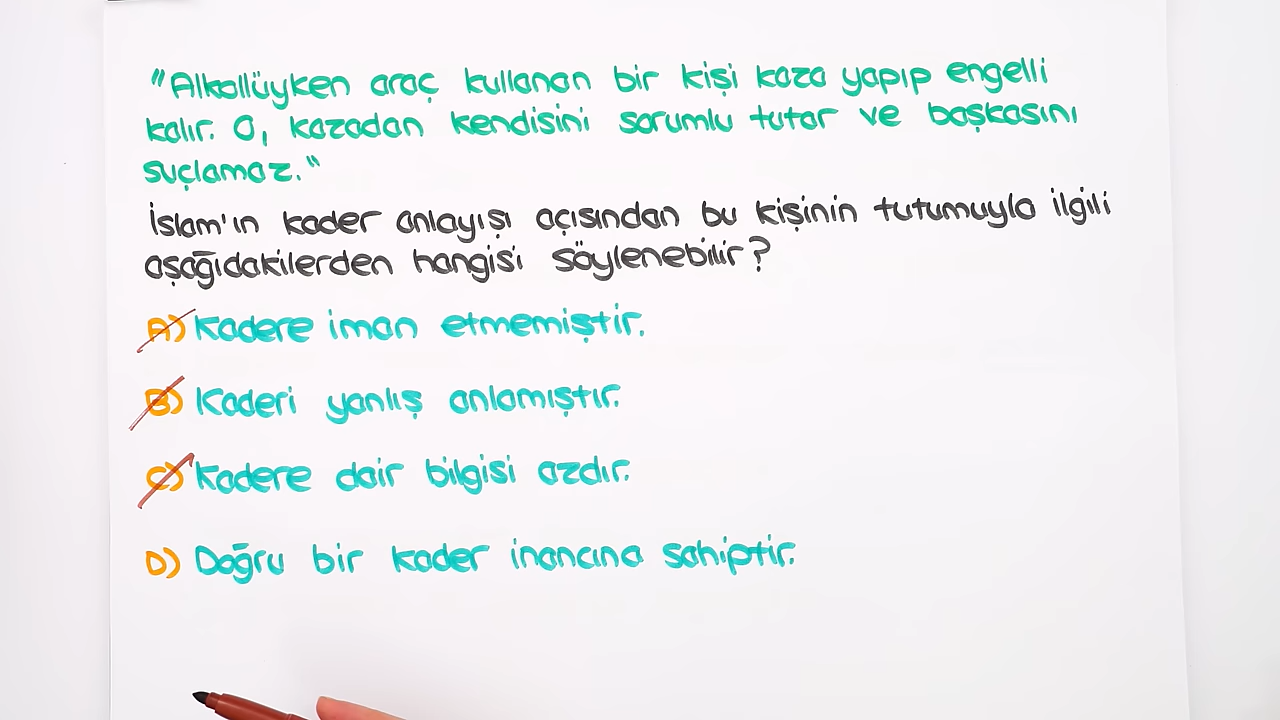 "Alkollüyken araç kullanan bir kişi kaza yapıp engelli
kalır. O, kazadan kendisini sorumlu tutar ve başkasını
suçlamaz."
İslam'ın kader anlayışı açısından bu kişinin tutumuyla ilgili
aşağıdakilerden hangisi söylenebilir?
A) Kadere iman etmemiştir.
B) Kaderi yanlış anlamıştır.
C) Kadere dair bilgisi azdır.
D) Doğru bir kader inancına sahiptir.